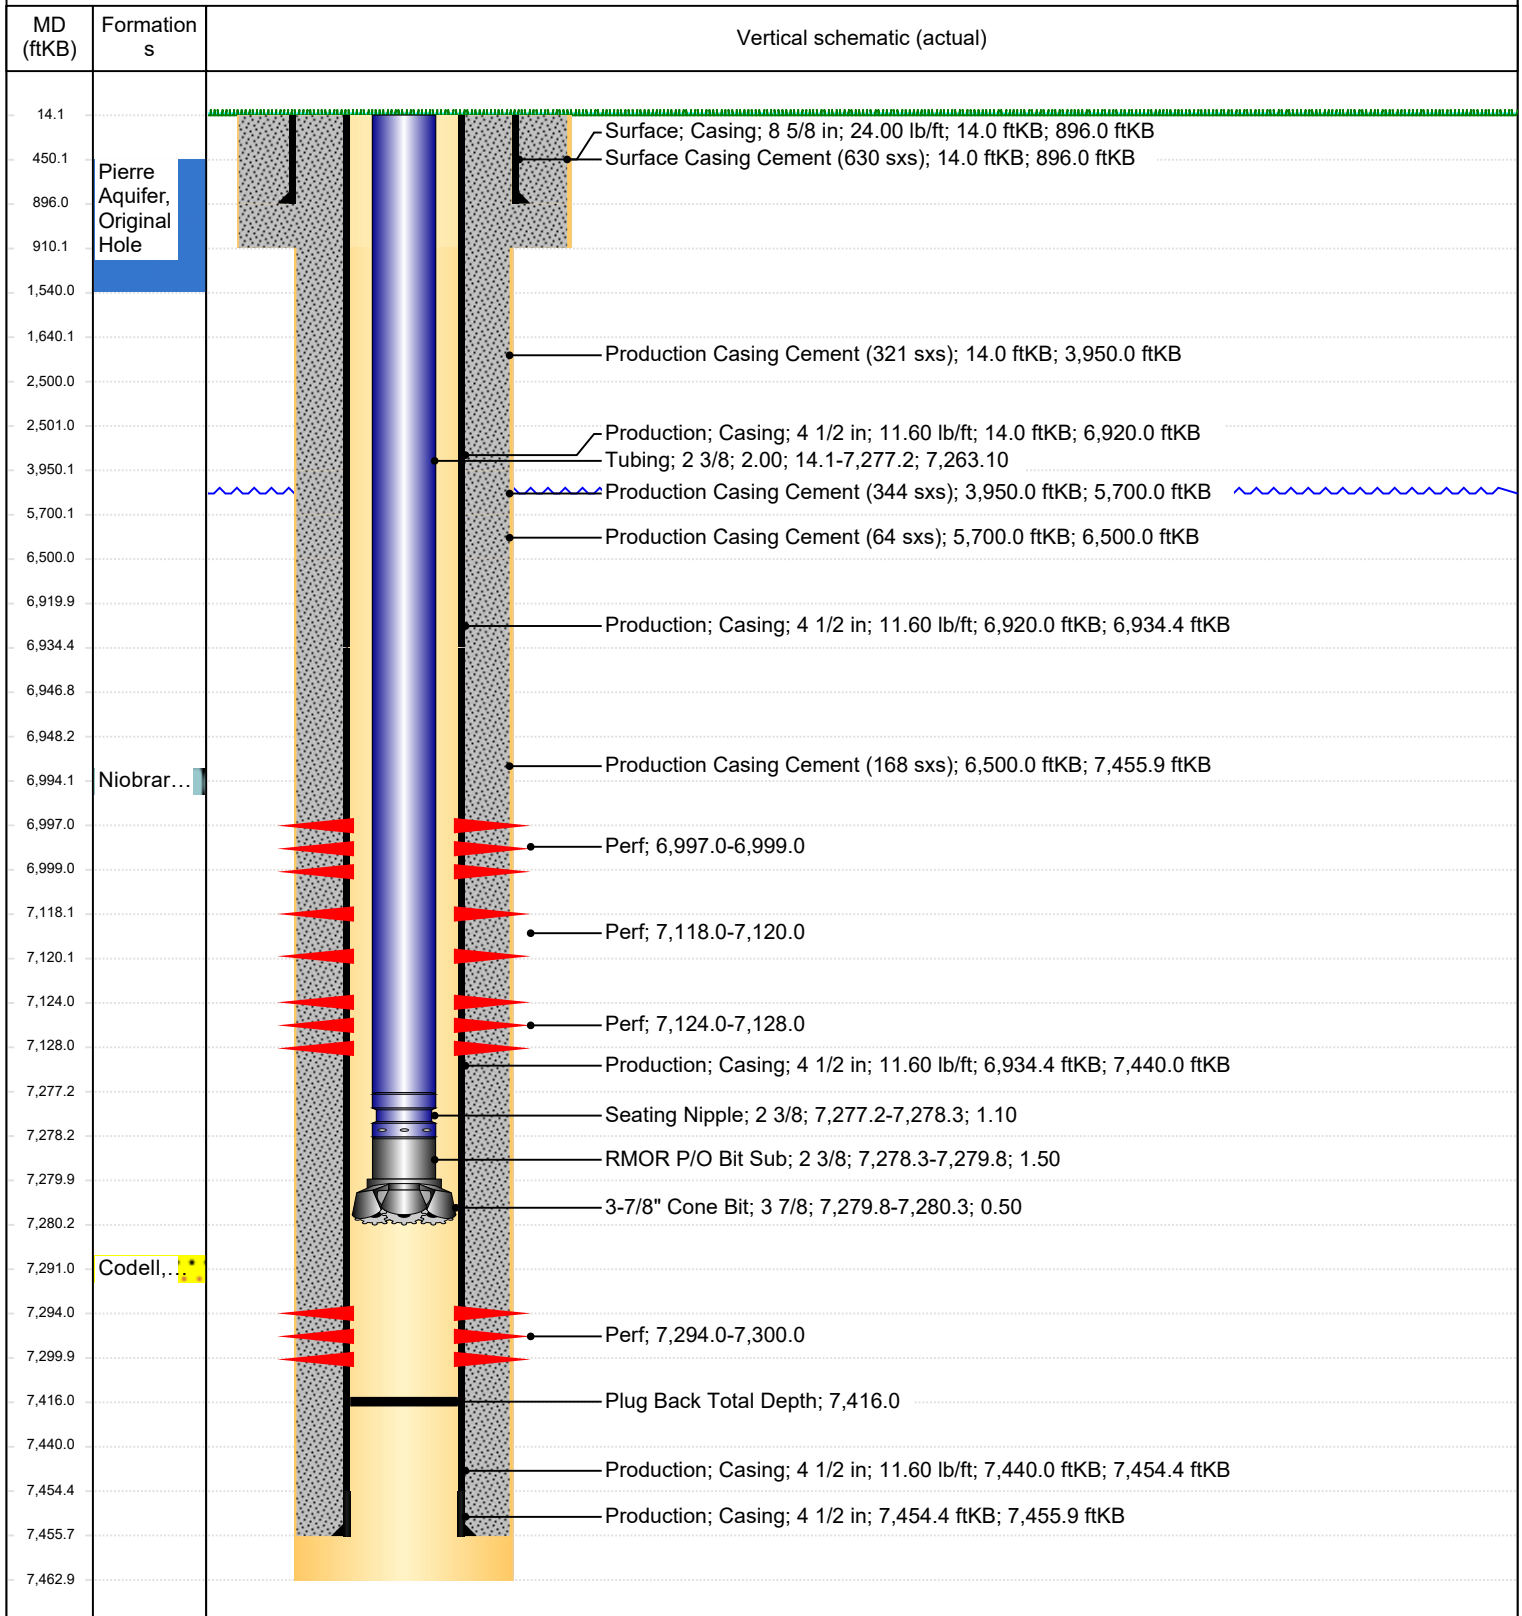 MD
(ftKB)
Formation
s
Vertical schematic (actual)
14.1
Surface; Casing; 8 5/8 in; 24.00 lb/ft; 14.0 ftKB; 896.0 ftKB
450.1
Surface Casing Cement (630 sxs); 14.0 ftKB; 896.0 ftKB
Pierre
Aquifer,
Original
Hole
896.0
910.1
1,540.0
1,640.1
Production Casing Cement (321 sxs); 14.0 ftKB; 3,950.0 ftKB
2,500.0
2,501.0
Production; Casing; 4 1/2 in; 11.60 lb/ft; 14.0 ftKB; 6,920.0 ftKB
Tubing; 2 3/8; 2.00; 14.1-7,277.2; 7,263.10
3,950.1
Production Casing Cement (344 sxs); 3,950.0 ftKB; 5,700.0 ftKB
5,700.1
Production Casing Cement (64 sxs); 5,700.0 ftKB; 6,500.0 ftKB
6,500.0
6,919.9
Production; Casing; 4 1/2 in; 11.60 lb/ft; 6,920.0 ftKB; 6,934.4 ftKB
6,934.4
6,946.8
6,948.2
Production Casing Cement (168 sxs); 6,500.0 ftKB; 7,455.9 ftKB
6,994.1
Niobrar...
6,997.0
Perf; 6,997.0-6,999.0
6,999.0
7,118.1
Perf; 7,118.0-7,120.0
7,120.1
7,124.0
Perf; 7,124.0-7,128.0
7,128.0
Production; Casing; 4 1/2 in; 11.60 lb/ft; 6,934.4 ftKB; 7,440.0 ftKB
7,277.2
Seating Nipple; 2 3/8; 7,277.2-7,278.3; 1.10
7,278.2
RMOR P/O Bit Sub; 2 3/8; 7,278.3-7,279.8; 1.50
7,279.9
3-7/8" Cone Bit; 3 7/8; 7,279.8-7,280.3; 0.50
7,280.2
7,291.0
Codell,...
7,294.0
Perf; 7,294.0-7,300.0
7,299.9
7,416.0
Plug Back Total Depth; 7,416.0
7,440.0
Production; Casing; 4 1/2 in; 11.60 lb/ft; 7,440.0 ftKB; 7,454.4 ftKB
7,454.4
Production; Casing; 4 1/2 in; 7,454.4 ftKB; 7,455.9 ftKB
7,455.7
7,462.9